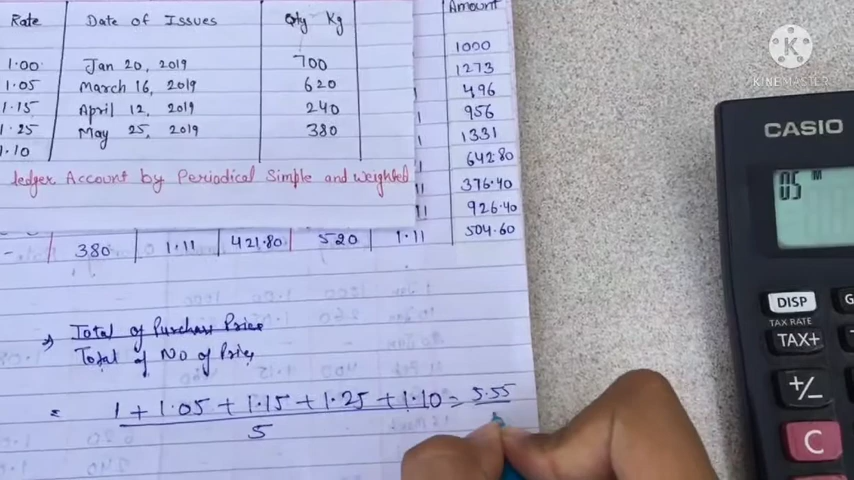 Rate Date of Issues Qty Kg Amount
1.00 Jan 20, 2019 700 1000
1.05 March 16, 2019 620 1273
1.15 April 12, 2019 240 496
1.25 May 25, 2019 380 956
1.10 1331
642.80
ledger Account by Periodical Simple and weighted
11 376.40
11 926.40
- 380 1.11 421.80 520 1.11 504.60
Total of Purchase Price
Total of No of Price
= 1 + 1.05 + 1.15 + 1.25 + 1.10 = 5.55
5
K
KINEMASTER
CASIO
05 M
DISP
TAX RATE
TAX+
+/-
C
G